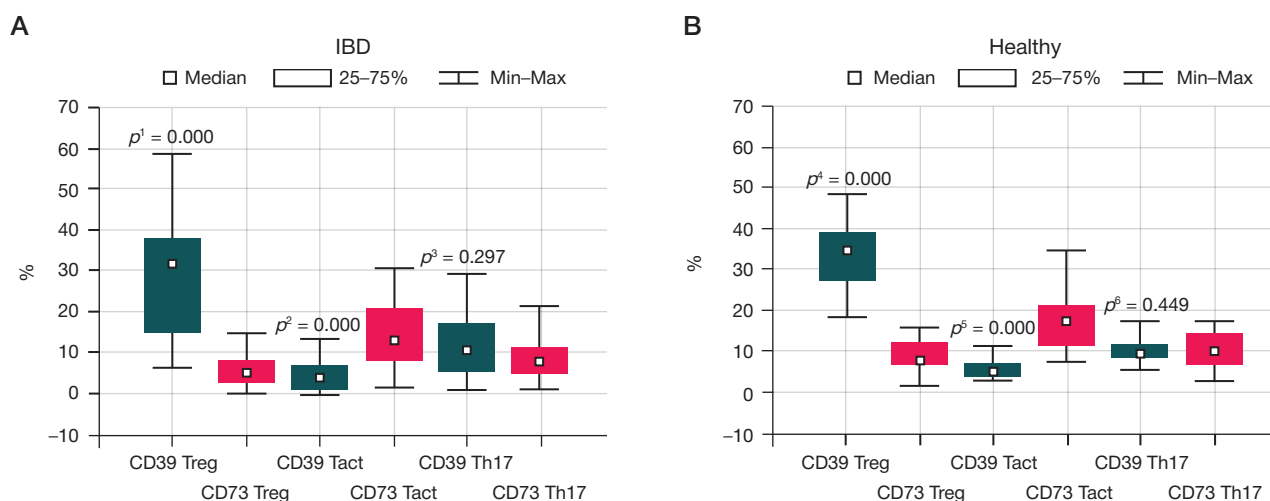 A
IBD
Median 25–75% Min–Max
70
60
50
40
30
20
10
0
–10
%
p¹ = 0.000
p² = 0.000
p³ = 0.297
CD39 Treg CD39 Tact CD39 Th17
CD73 Treg CD73 Tact CD73 Th17
B
Healthy
Median 25–75% Min–Max
70
60
50
40
30
20
10
0
–10
%
p⁴ = 0.000
p⁵ = 0.000
p⁶ = 0.449
CD39 Treg CD39 Tact CD39 Th17
CD73 Treg CD73 Tact CD73 Th17